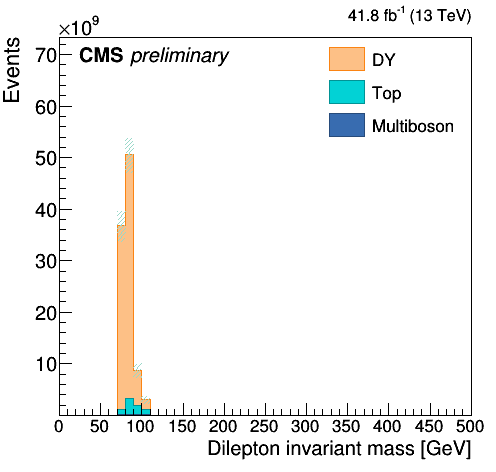 41.8 fb⁻¹ (13 TeV)
×10⁹
CMS preliminary
Events
DY
Top
Multiboson
70
60
50
40
30
20
10
0 50 100 150 200 250 300 350 400 450 500
Dilepton invariant mass [GeV]